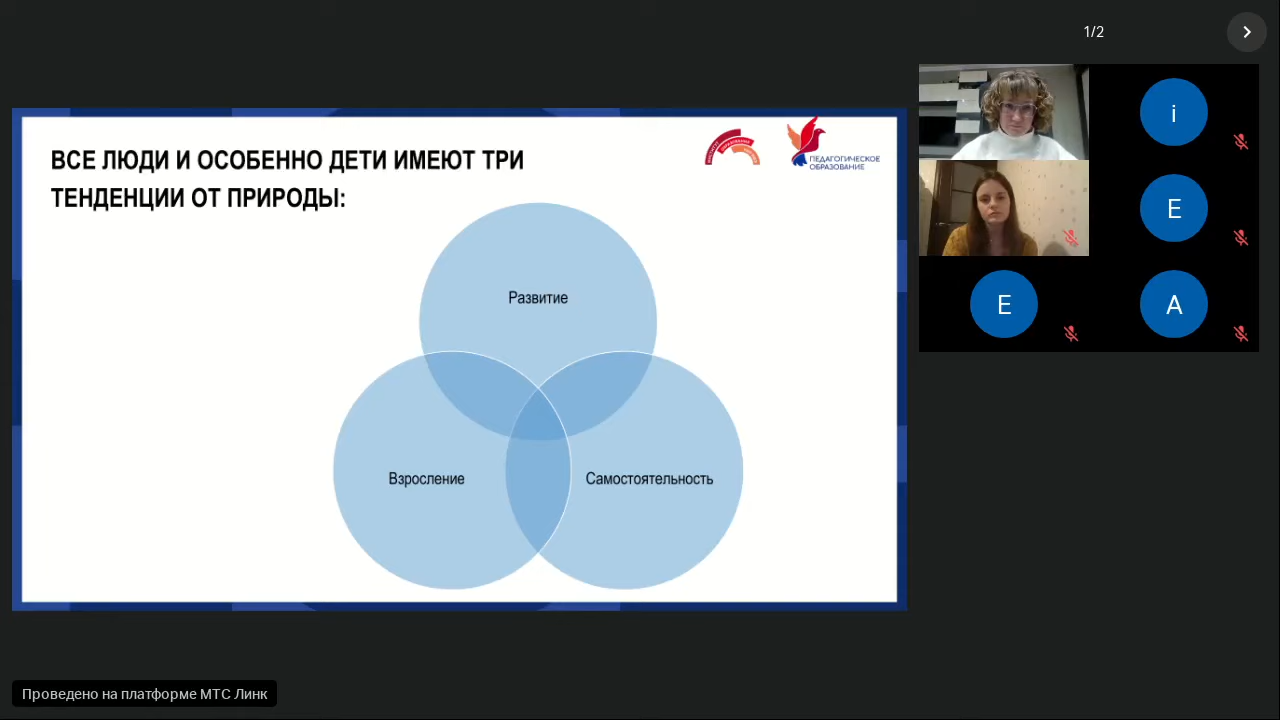 1/2
ВСЕ ЛЮДИ И ОСОБЕННО ДЕТИ ИМЕЮТ ТРИ
ТЕНДЕНЦИИ ОТ ПРИРОДЫ:
ПЕДАГОГИЧЕСКОЕ
ОБРАЗОВАНИЕ
Развитие
Взросление
Самостоятельность
i
E
E
A
Проведено на платформе МТС Линк